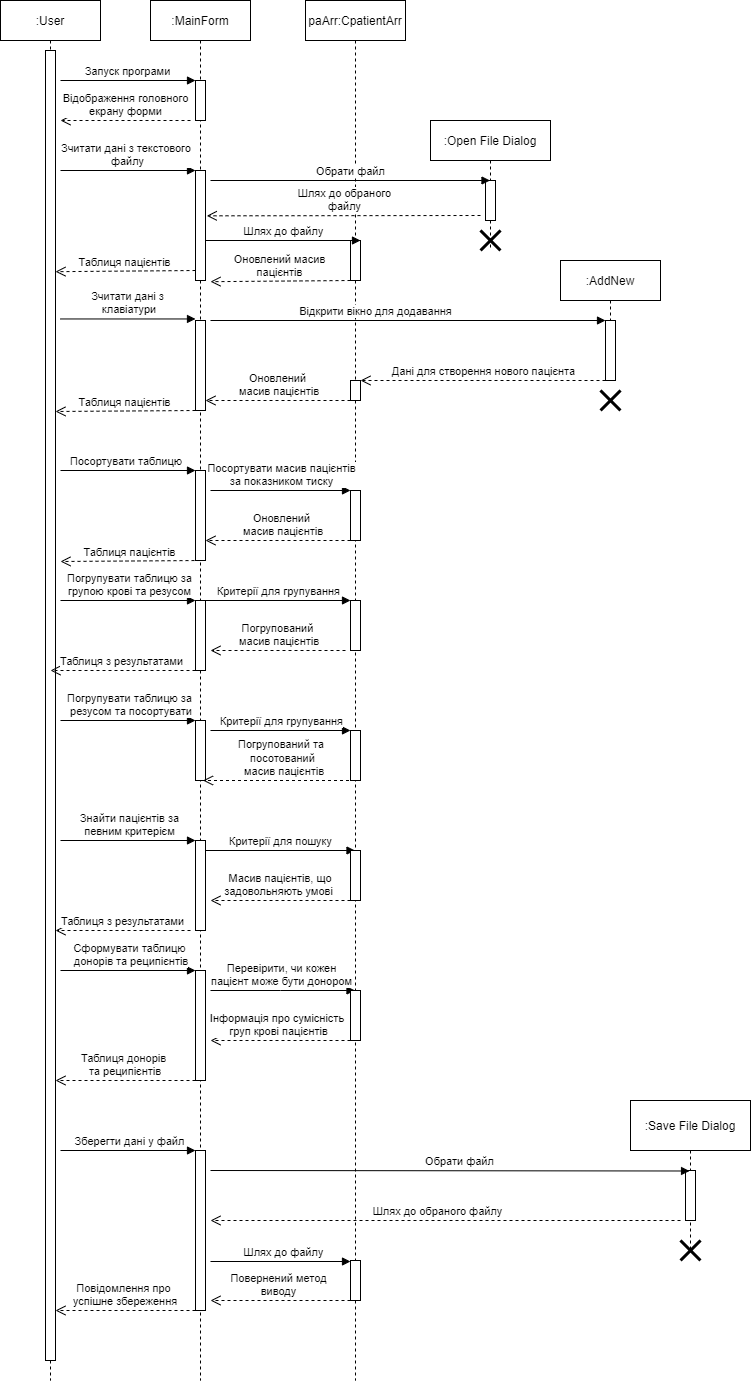 :User
:MainForm
paArr:CpatientArr
Запуск програми
Відображення головного
екрану форми
:Open File Dialog
Зчитати дані з текстового
файлу
Обрати файл
Шлях до обраного
файлу
Шлях до файлу
Таблиця пацієнтів
Оновлений масив
пацієнтів
:AddNew
Зчитати дані з
клавіатури
Відкрити вікно для додавання
Дані для створення нового пацієнта
Оновлений
масив пацієнтів
Таблиця пацієнтів
Посортувати таблицю
Посортувати масив пацієнтів
за показником тиску
Оновлений
масив пацієнтів
Таблиця пацієнтів
Погрупувати таблицю за
групою крові та резусом
Критерії для групування
Погрупований
масив пацієнтів
Таблиця з результатами
Погрупувати таблицю за
резусом та посортувати
Критерії для групування
Погрупований та
посотований
масив пацієнтів
Знайти пацієнтів за
певним критерієм
Критерії для пошуку
Масив пацієнтів, що
задовольняють умові
Таблиця з результатами
Сформувати таблицю
донорів та реципієнтів
Перевірити, чи кожен
пацієнт може бути донором
Інформація про сумісність
груп крові пацієнтів
Таблиця донорів
та реципієнтів
:Save File Dialog
Зберегти дані у файл
Обрати файл
Шлях до обраного файлу
Шлях до файлу
Повернений метод
виводу
Повідомлення про
успішне збереження